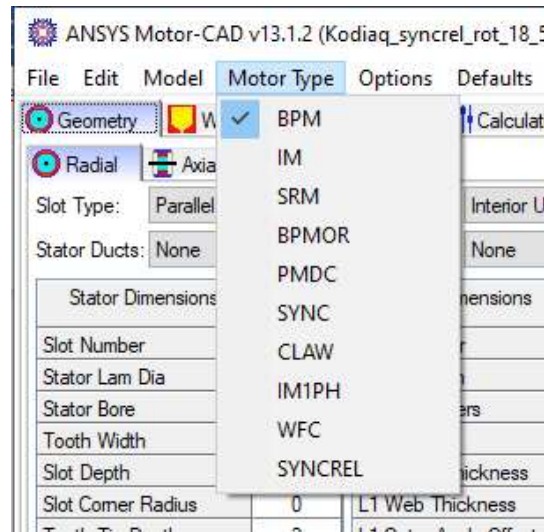 ANSYS Motor-CAD v13.1.2 (Kodiaq_syncrel_rot_18_5
File Edit Model Motor Type Options Defaults
Geometry W Calculat
BPM
IM
SRM
BPMOR
PMDC
SYNC
CLAW
IM1PH
WFC
SYNCREL
Radial Axia
Slot Type: Parallel Interior U
Stator Ducts: None None
Stator Dimensions mensions
Slot Number
Stator Lam Dia
Stator Bore ers
Tooth Width
Slot Depth ickness
Slot Corner Radius 0 L1 Web Thickness